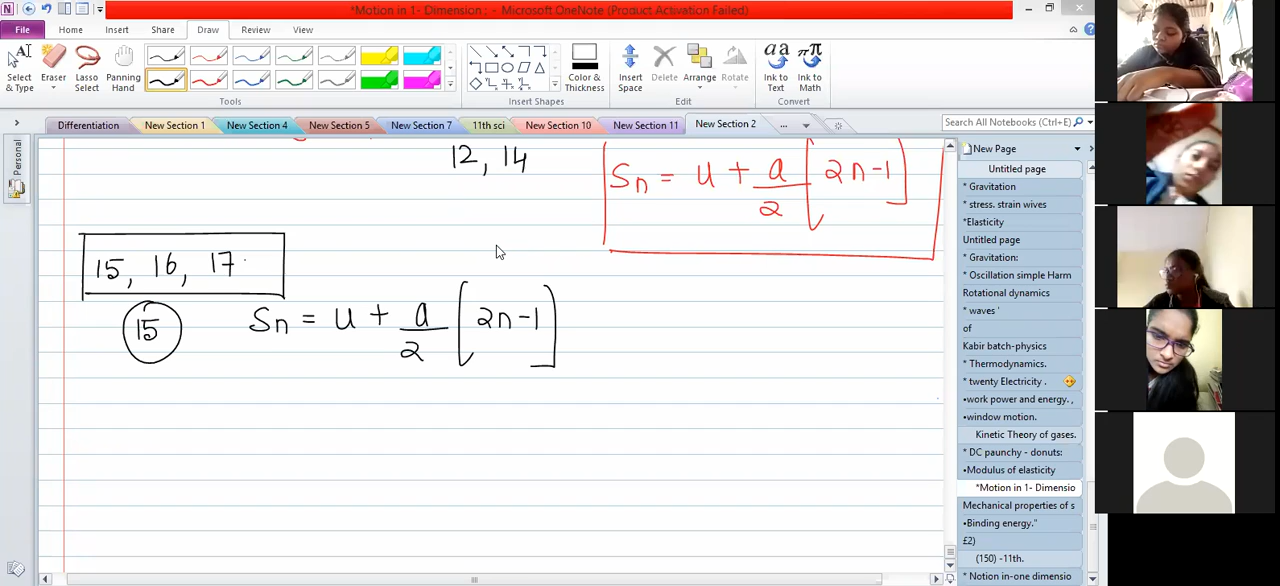 *Motion in 1- Dimension : - Microsoft OneNote (Product Activation Failed)
File Home Insert Share Draw Review View
Select & Type
Eraser
Lasso Select
Panning Hand
Color & Thickness
Insert Space
Delete
Arrange
Rotate
Ink to Text
Ink to Math
Tools
Insert Shapes
Edit
Convert
Differentiation New Section 1 New Section 4 New Section 5 New Section 7 11th sci New Section 10 New Section 11 New Section 2 ...
Search All Notebooks (Ctrl+E)
Personal
12, 14
Sn = u + a/2 [2n-1]
15, 16, 17
15 Sn = u + a/2 [2n-1]
New Page
Untitled page
* Gravitation
* stress. strain wives
*Elasticity
Untitled page
* Gravitation:
* Oscillation simple Harm
Rotational dynamics
* waves '
of
Kabir batch-physics
* Thermodynamics.
* twenty Electricity .
•work power and energy. ,
•window motion.
Kinetic Theory of gases.
* DC paunchy - donuts:
•Modulus of elasticity
*Motion in 1- Dimensio
Mechanical properties of s
•Binding energy."
£2)
(150) -11th.
* Notion in-one dimensio